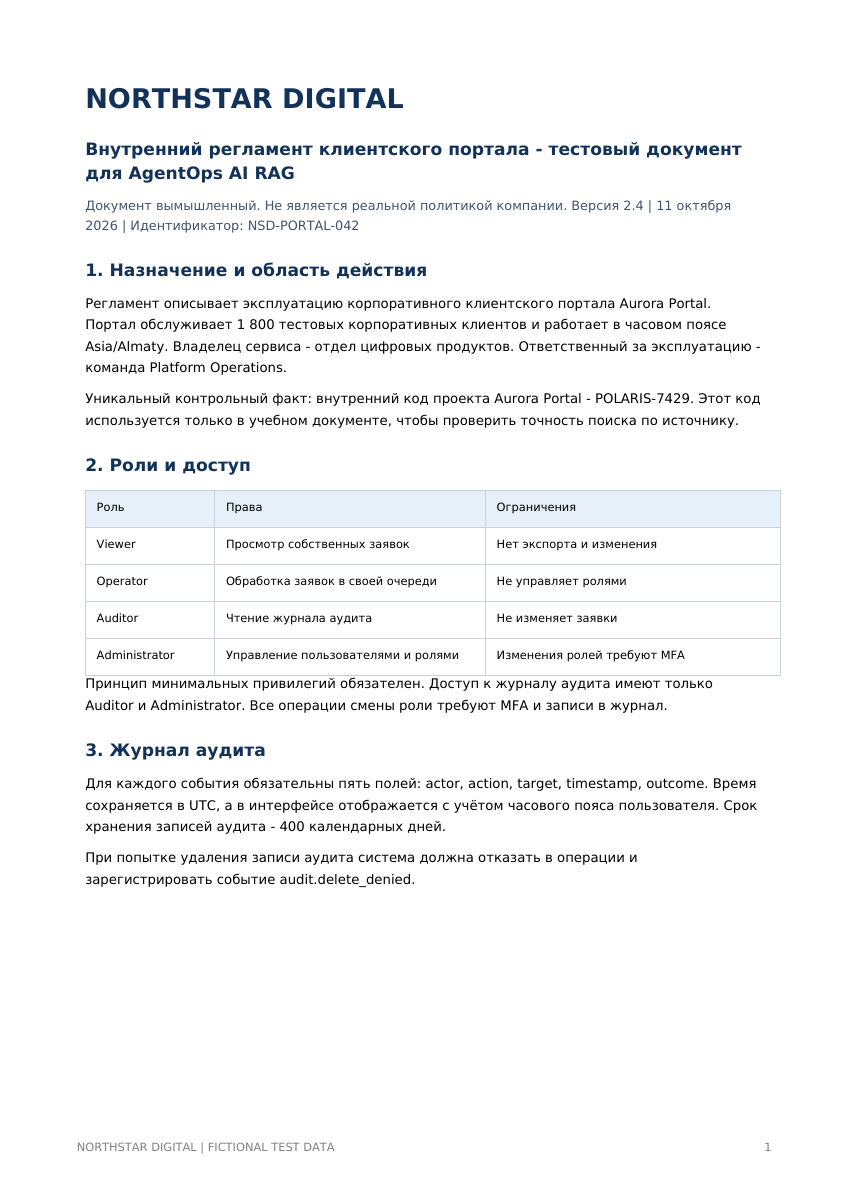 NORTHSTAR DIGITAL
Внутренний регламент клиентского портала - тестовый документ
для AgentOps AI RAG
Документ вымышленный. Не является реальной политикой компании. Версия 2.4 | 11 октября
2026 | Идентификатор: NSD-PORTAL-042
1. Назначение и область действия
Регламент описывает эксплуатацию корпоративного клиентского портала Aurora Portal.
Портал обслуживает 1 800 тестовых корпоративных клиентов и работает в часовом поясе
Asia/Almaty. Владелец сервиса - отдел цифровых продуктов. Ответственный за эксплуатацию -
команда Platform Operations.
Уникальный контрольный факт: внутренний код проекта Aurora Portal - POLARIS-7429. Этот код
используется только в учебном документе, чтобы проверить точность поиска по источнику.
2. Роли и доступ
Роль Права Ограничения
Viewer Просмотр собственных заявок Нет экспорта и изменения
Operator Обработка заявок в своей очереди Не управляет ролями
Auditor Чтение журнала аудита Не изменяет заявки
Administrator Управление пользователями и ролями Изменения ролей требуют MFA
Принцип минимальных привилегий обязателен. Доступ к журналу аудита имеют только
Auditor и Administrator. Все операции смены роли требуют MFA и записи в журнал.
3. Журнал аудита
Для каждого события обязательны пять полей: actor, action, target, timestamp, outcome. Время
сохраняется в UTC, а в интерфейсе отображается с учётом часового пояса пользователя. Срок
хранения записей аудита - 400 календарных дней.
При попытке удаления записи аудита система должна отказать в операции и
зарегистрировать событие audit.delete_denied.
NORTHSTAR DIGITAL | FICTIONAL TEST DATA 1